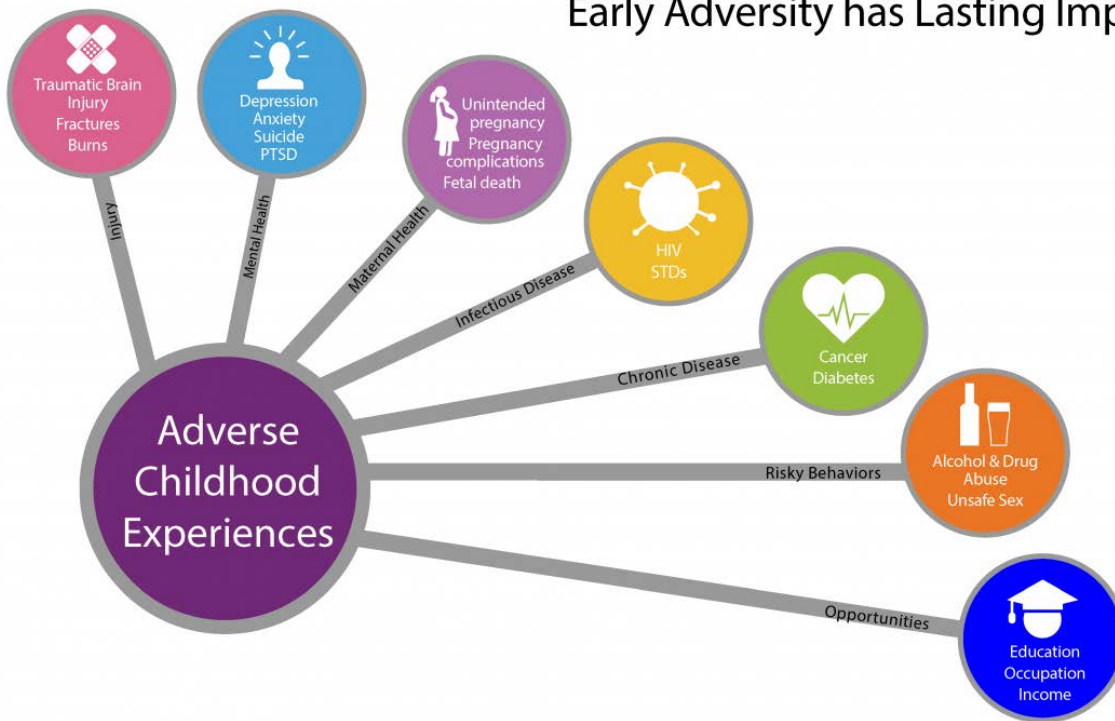 Early Adversity has Lasting Imp
Traumatic Brain
Injury
Fractures
Burns
Depression
Anxiety
Suicide
PTSD
Unintended
pregnancy
Pregnancy
complications
Fetal death
HIV
STDs
Cancer
Diabetes
Alcohol & Drug
Abuse
Unsafe Sex
Education
Occupation
Income
Injury
Mental Health
Maternal Health
Infectious Disease
Chronic Disease
Risky Behaviors
Opportunities
Adverse
Childhood
Experiences